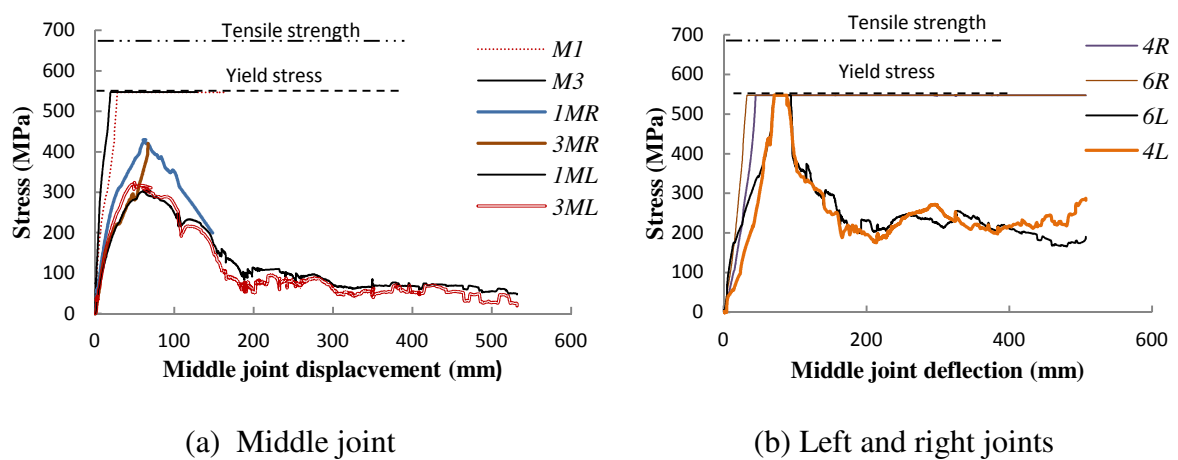 700
600
500
400
300
200
100
0
Stress (MPa)
Tensile strength
Yield stress
M1
M3
1MR
3MR
1ML
3ML
0 100 200 300 400 500 600
Middle joint displacvement (mm)
(a) Middle joint
700
600
500
400
300
200
100
0
Stress (MPa)
Tensile strength
Yield stress
4R
6R
6L
4L
0 200 400 600
Middle joint deflection (mm)
(b) Left and right joints